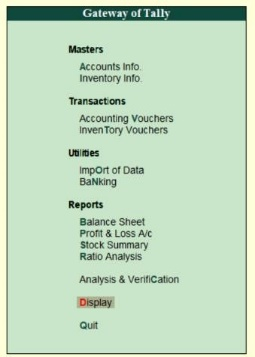 Gateway of Tally
Masters
Accounts Info.
Inventory Info.
Transactions
Accounting Vouchers
InvenTory Vouchers
Utilities
ImpOrt of Data
BaNking
Reports
Balance Sheet
Profit & Loss A/c
Stock Summary
Ratio Analysis
Analysis & VerifiCation
Display
Quit